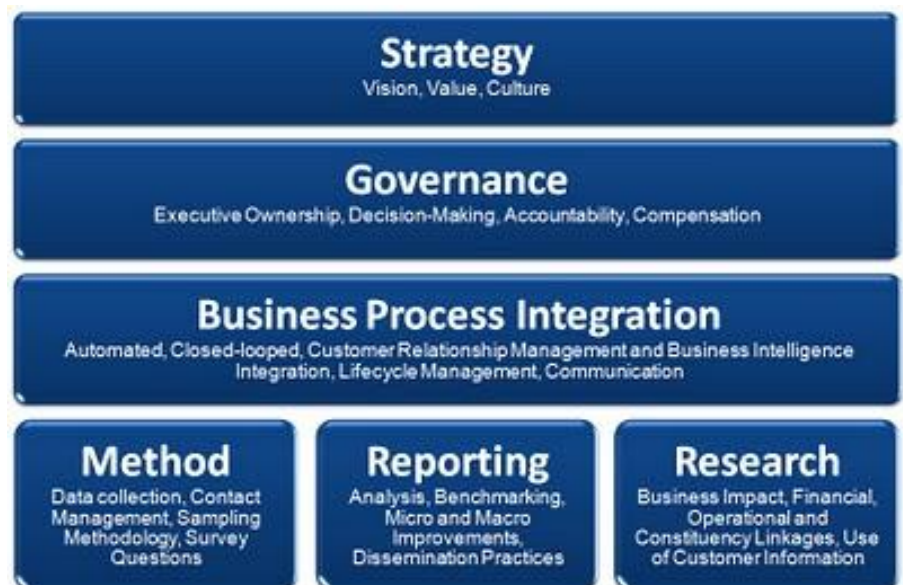 Strategy
Vision, Value, Culture
Governance
Executive Ownership, Decision-Making, Accountability, Compensation
Business Process Integration
Automated, Closed-looped, Customer Relationship Management and Business Intelligence
Integration, Lifecycle Management, Communication
Method
Data collection, Contact
Management, Sampling
Methodology, Survey
Questions
Reporting
Analysis, Benchmarking,
Micro and Macro
Improvements,
Dissemination Practices
Research
Business Impact, Financial,
Operational and
Constituency Linkages, Use
of Customer Information